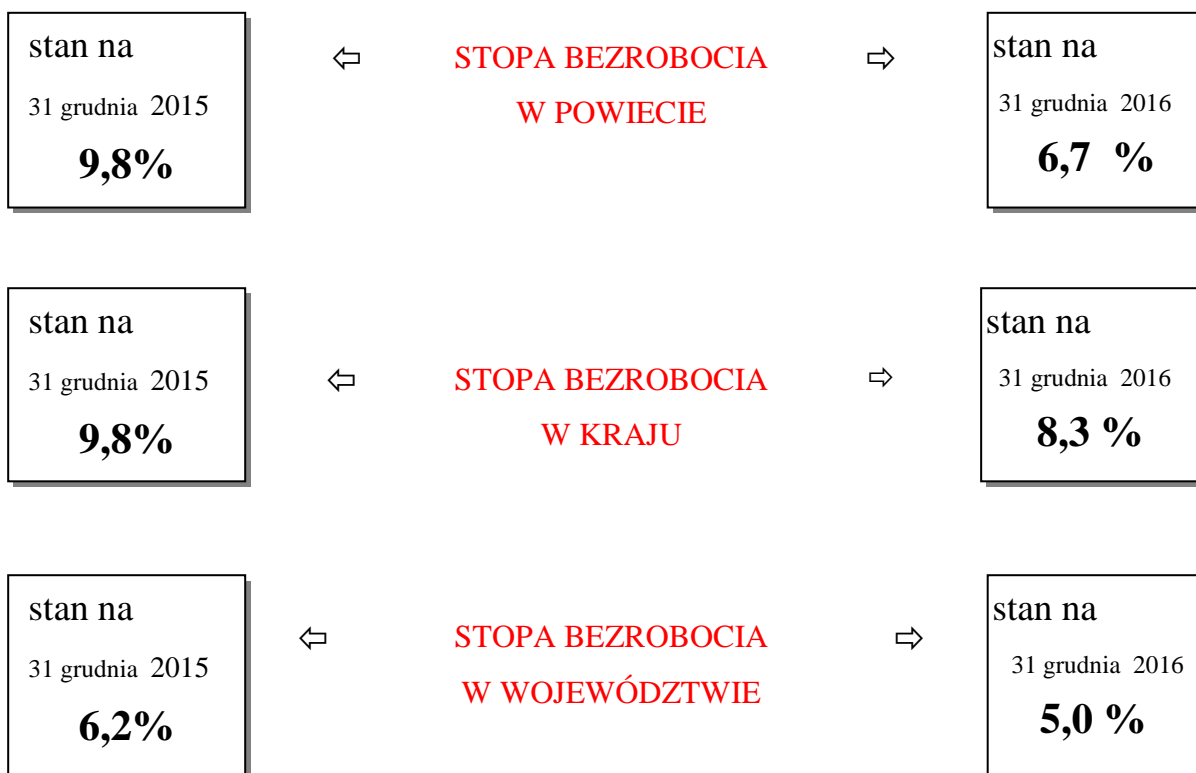 stan na
31 grudnia 2015
9,8%
⇦ STOPA BEZROBOCIA ⇨
W POWIECIE
stan na
31 grudnia 2016
6,7 %
stan na
31 grudnia 2015
9,8%
⇦ STOPA BEZROBOCIA ⇨
W KRAJU
stan na
31 grudnia 2016
8,3 %
stan na
31 grudnia 2015
6,2%
⇦ STOPA BEZROBOCIA ⇨
W WOJEWÓDZTWIE
stan na
31 grudnia 2016
5,0 %